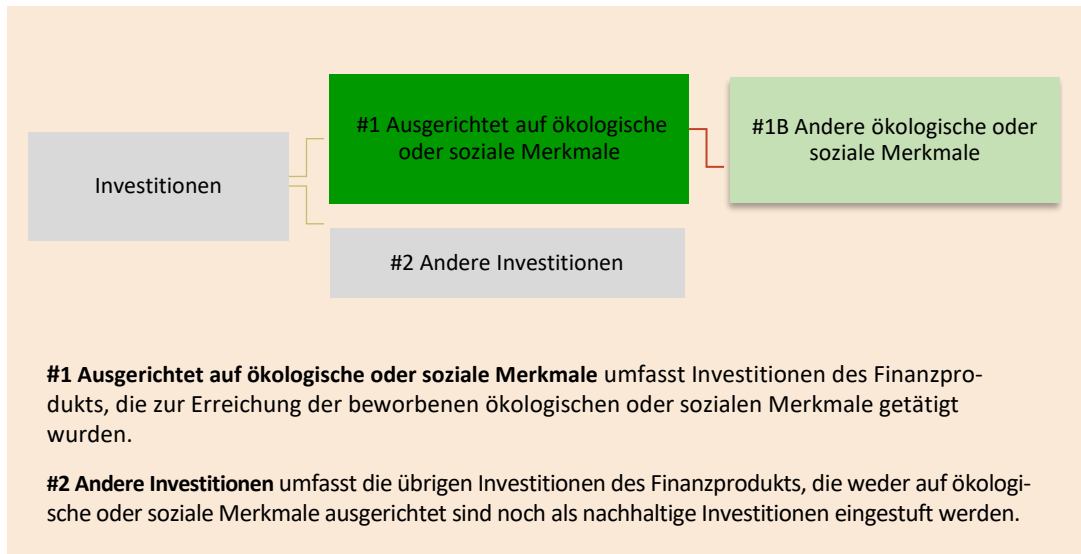 #1 Ausgerichtet auf ökologische
oder soziale Merkmale
#1B Andere ökologische oder
soziale Merkmale
Investitionen
#2 Andere Investitionen
#1 Ausgerichtet auf ökologische oder soziale Merkmale umfasst Investitionen des Finanzpro-
dukts, die zur Erreichung der beworbenen ökologischen oder sozialen Merkmale getätigt
wurden.
#2 Andere Investitionen umfasst die übrigen Investitionen des Finanzprodukts, die weder auf ökologi-
sche oder soziale Merkmale ausgerichtet sind noch als nachhaltige Investitionen eingestuft werden.